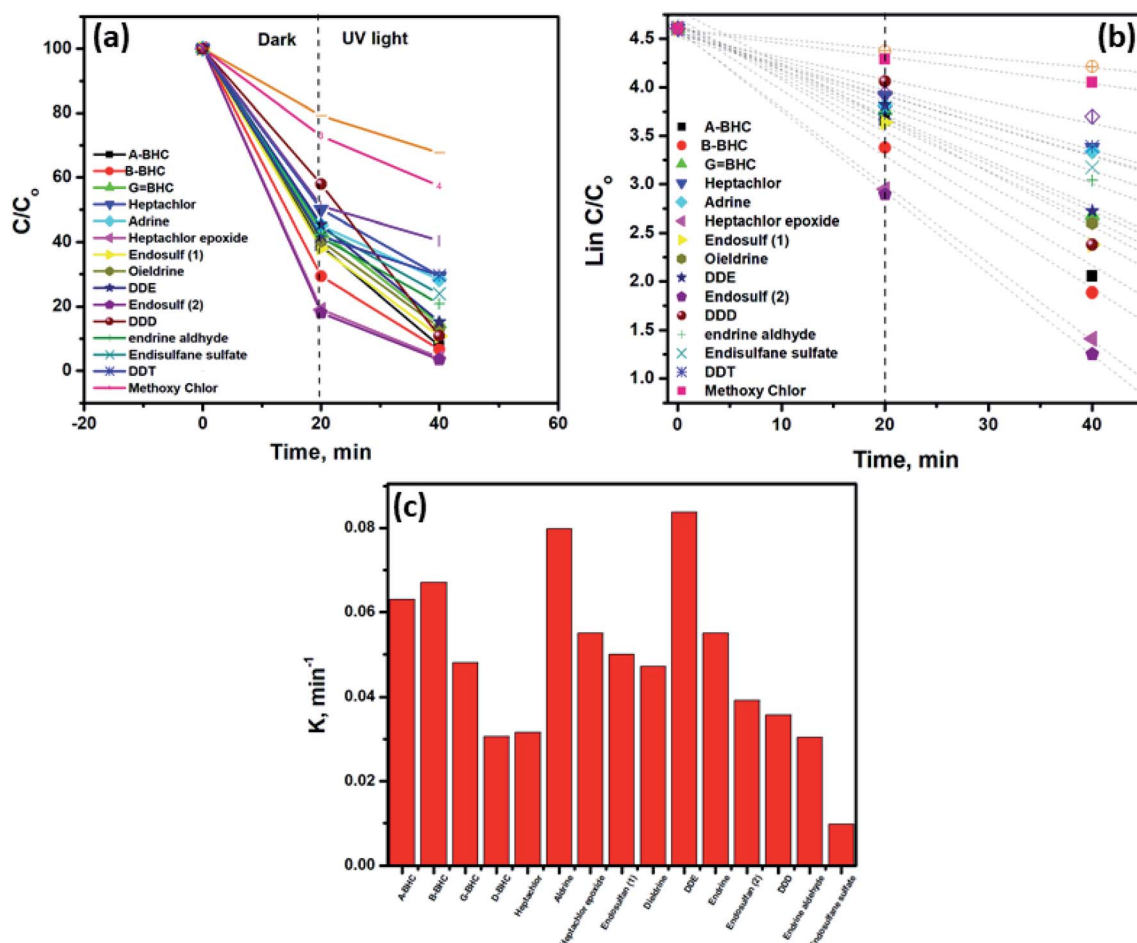 (a)
Dark
UV light
100
80
60
40
20
0
C/Co
A-BHC
B-BHC
G=BHC
Heptachlor
Adrine
Heptachlor epoxide
Endosulf (1)
Oieldrine
DDE
Endosulf (2)
DDD
endrine aldhyde
Endisulfane sulfate
DDT
Methoxy Chlor
-20
0
20
40
60
Time, min
(b)
4.5
4.0
3.5
3.0
2.5
2.0
1.5
1.0
Lin C/Co
A-BHC
B-BHC
G=BHC
Heptachlor
Adrine
Heptachlor epoxide
Endosulf (1)
Oieldrine
DDE
Endosulf (2)
DDD
endrine aldhyde
Endisulfane sulfate
DDT
Methoxy Chlor
0
10
20
30
40
Time, min
(c)
0.08
0.06
0.04
0.02
0.00
K, min-1
A-BHC
B-BHC
G-BHC
D-BHC
Heptachlor
Aldrine
Heptachlor epoxide
Endosulfan (1)
Dieldrine
DDE
Endrine
Endosulfan (2)
DDD
Endrine aldehyde
Endosulfane sulfate